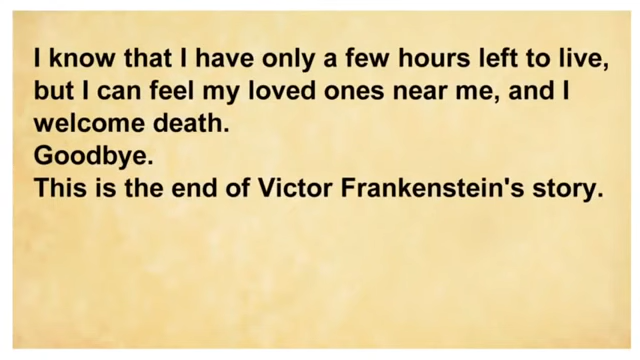 I know that I have only a few hours left to live,
but I can feel my loved ones near me, and I
welcome death.
Goodbye.
This is the end of Victor Frankenstein's story.